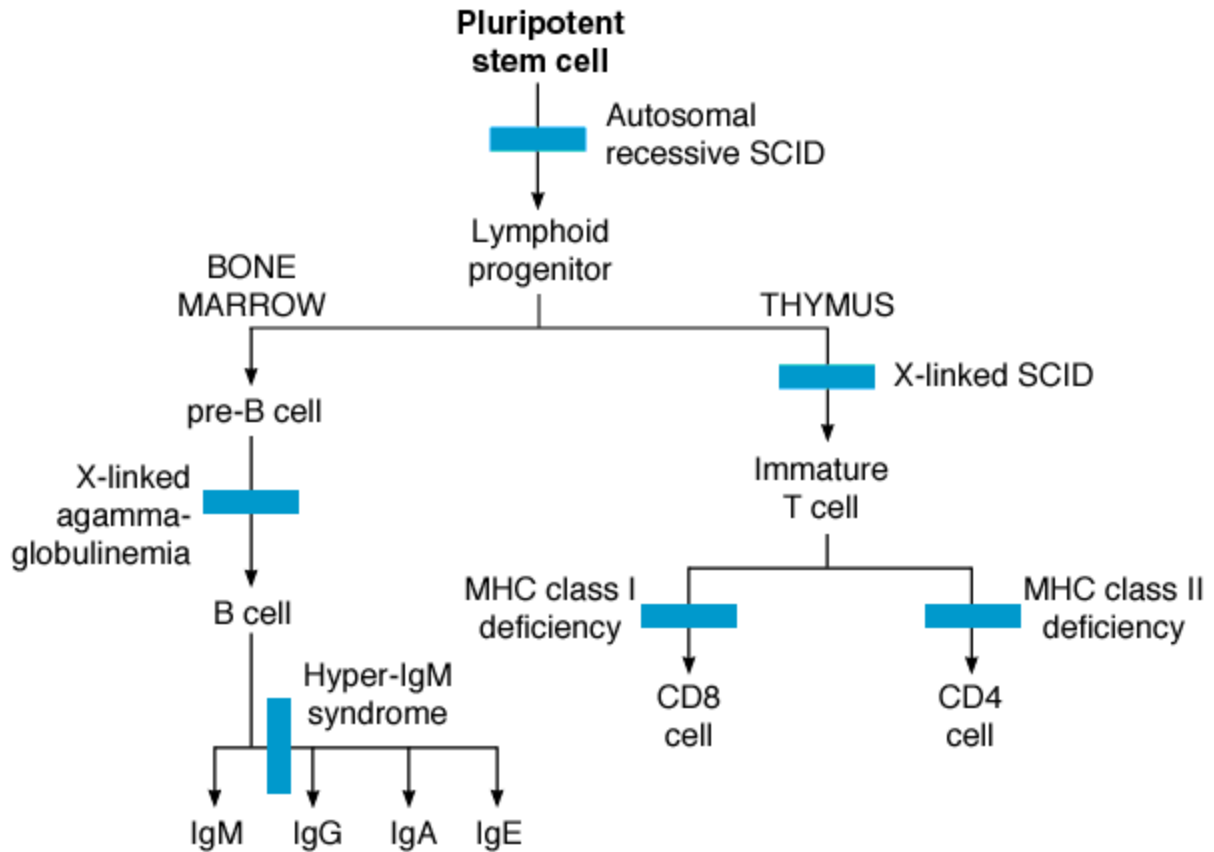 Pluripotent
stem cell
Autosomal
recessive SCID
Lymphoid
progenitor
BONE
MARROW
THYMUS
X-linked SCID
pre-B cell
Immature
T cell
X-linked
agamma-
globulinemia
MHC class I
deficiency
MHC class II
deficiency
B cell
Hyper-IgM
syndrome
CD8
cell
CD4
cell
IgM
IgG
IgA
IgE